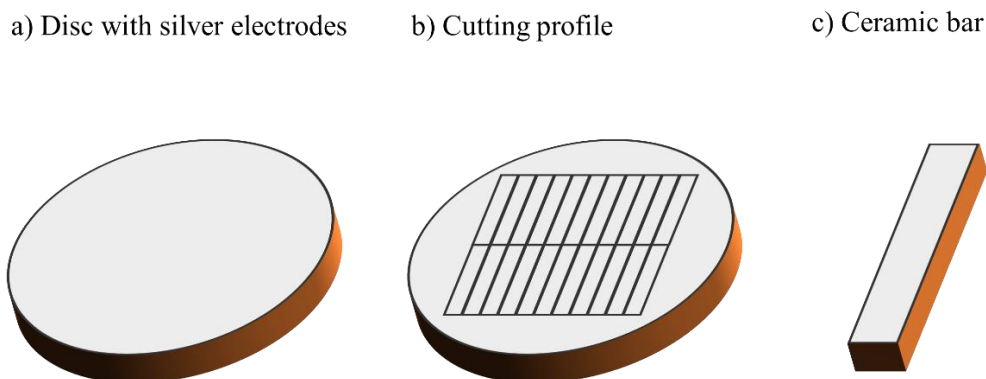 a) Disc with silver electrodes
b) Cutting profile
c) Ceramic bar